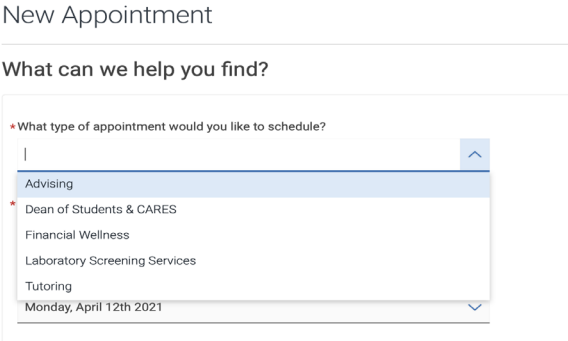 New Appointment
What can we help you find?
*What type of appointment would you like to schedule?
Advising
*
Dean of Students & CARES
Financial Wellness
Laboratory Screening Services
Tutoring
Monday, April 12th 2021